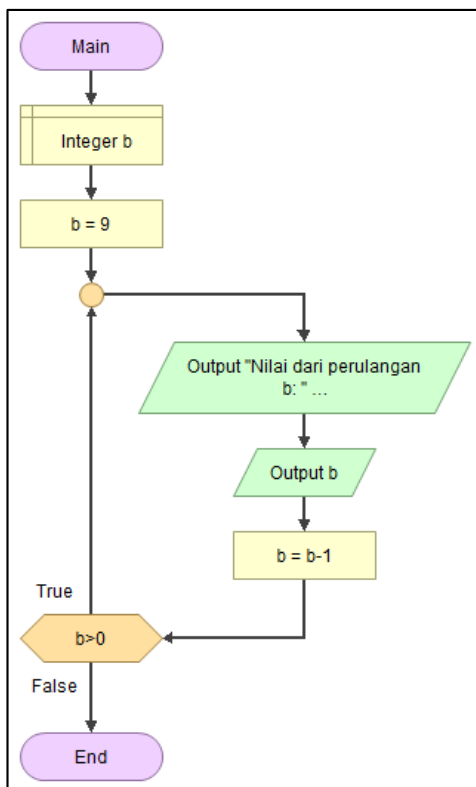 Main
Integer b
b = 9
Output "Nilai dari perulangan
b: " ...
Output b
b = b-1
True
b>0
False
End